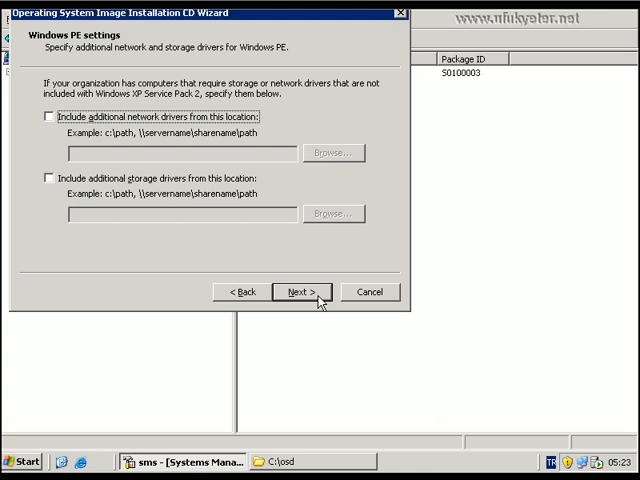 Operating System Image Installation CD Wizard
www.ufukyeter.net
Windows PE settings
Specify additional network and storage drivers for Windows PE.
Package ID
S0100003
If your organization has computers that require storage or network drivers that are not
included with Windows XP Service Pack 2, specify them below.
Include additional network drivers from this location:
Example: c:\path, \\servername\sharename\path
Browse...
Include additional storage drivers from this location:
Example: c:\path, \\servername\sharename\path
Browse...
< Back
Next >
Cancel
Start
sms - [Systems Mana...
C:\osd
TR
05:23